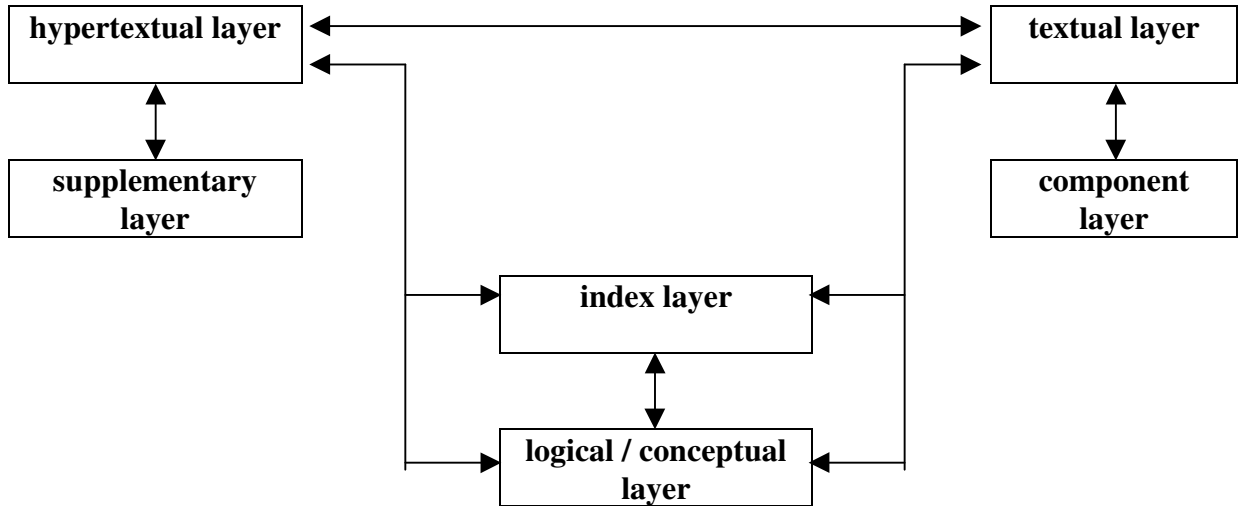 hypertextual layer
textual layer
supplementary
layer
component
layer
index layer
logical / conceptual
layer